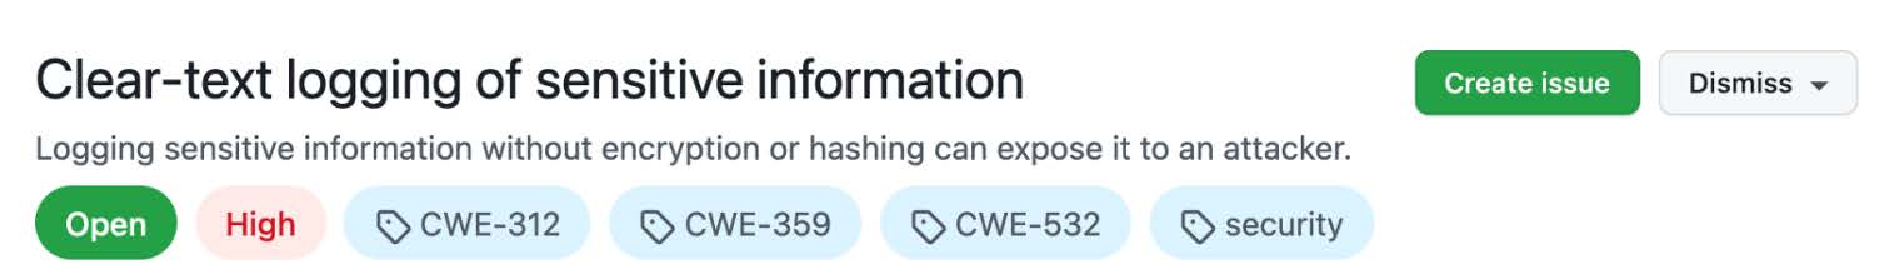 Clear-text logging of sensitive information
Create issue
Dismiss
Logging sensitive information without encryption or hashing can expose it to an attacker.
Open High CWE-312 CWE-359 CWE-532 security